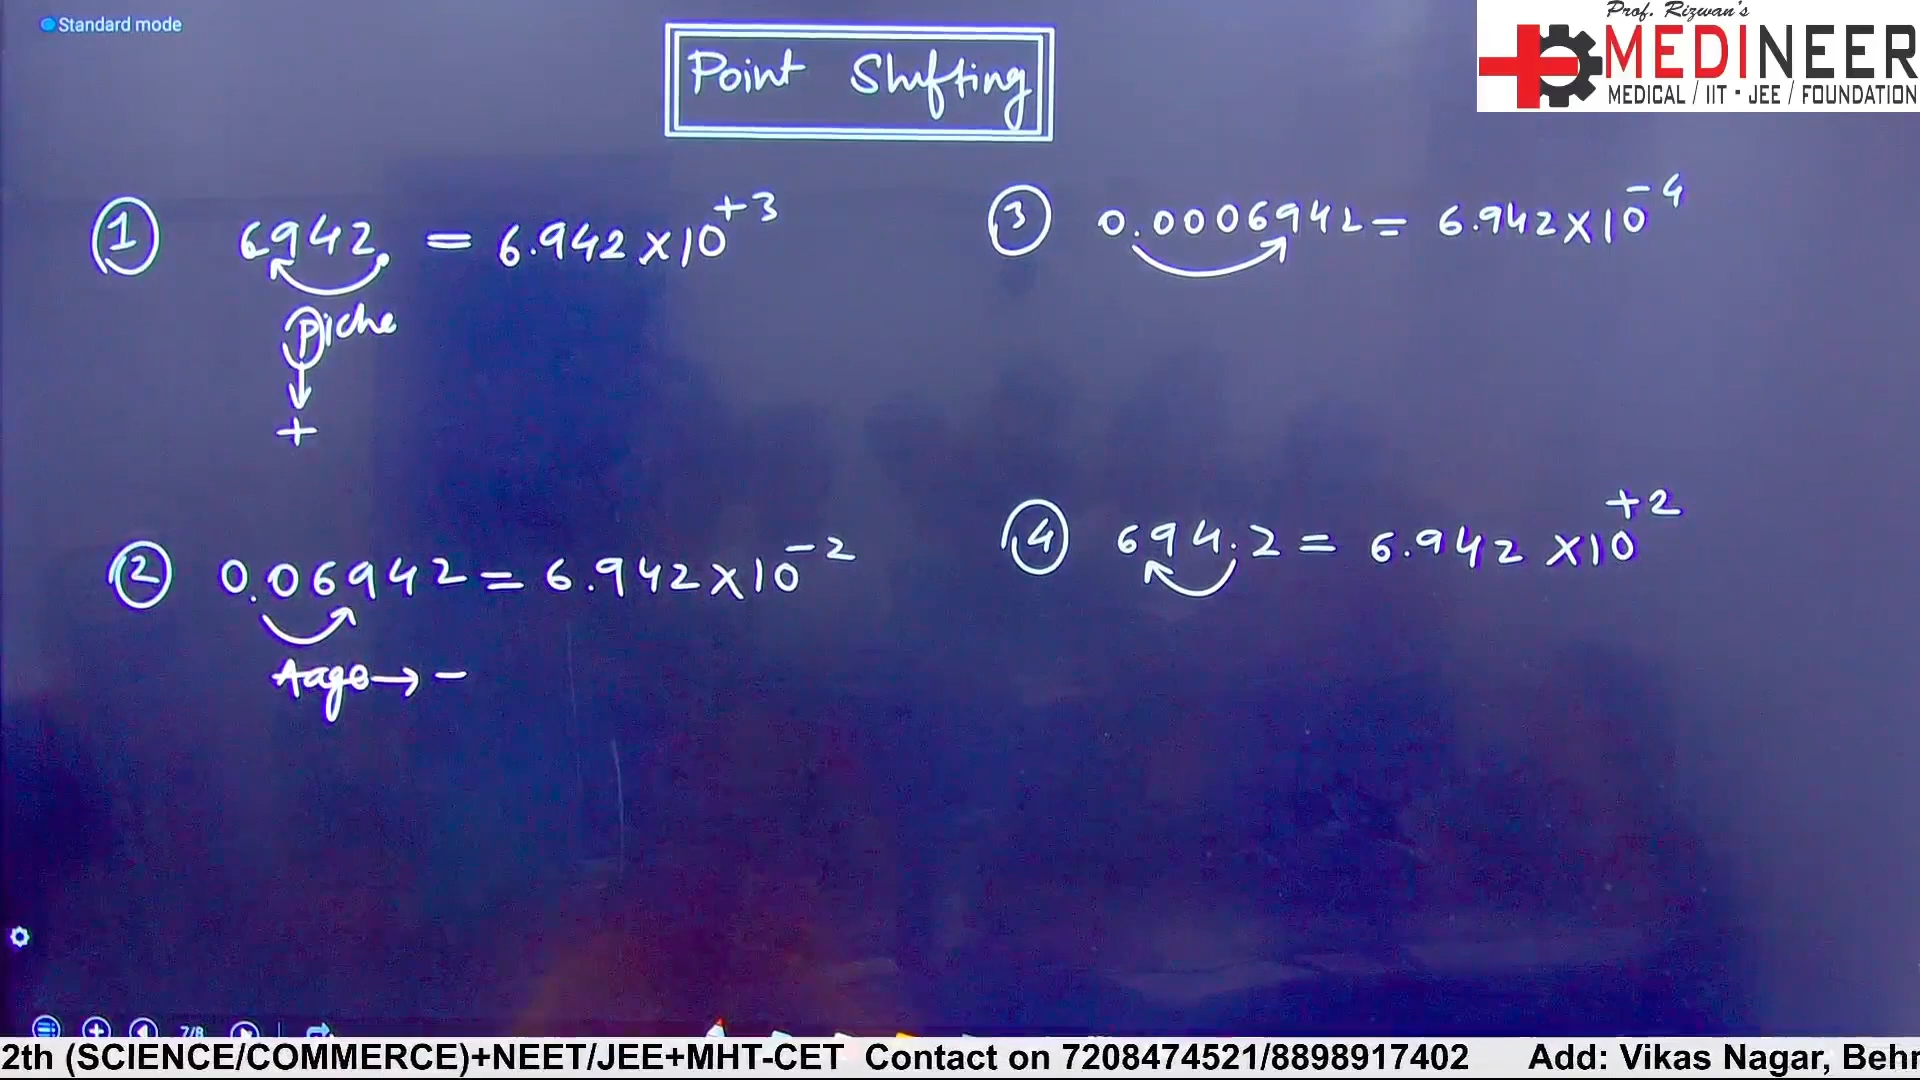 Standard mode
Point Shifting
Prof. Rizwan's
MEDINEER
MEDICAL / IIT - JEE / FOUNDATION
① 6942. = 6.942 × 10⁺³
Piche
+
② 0.06942 = 6.942 × 10⁻²
Aage → −
③ 0.0006942 = 6.942 × 10⁻⁴
④ 694.2 = 6.942 × 10⁺²
7/8
2th (SCIENCE/COMMERCE)+NEET/JEE+MHT-CET Contact on 7208474521/8898917402 Add: Vikas Nagar, Behr